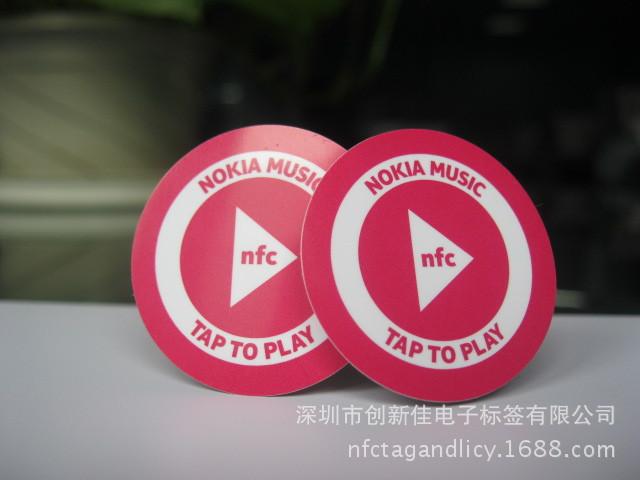 NOKIA MUSIC
nfc
TAP TO PLAY
NOKIA MUSIC
nfc
TAP TO PLAY
深圳市创新佳电子标签有限公司
nfctagandlicy.1688.com